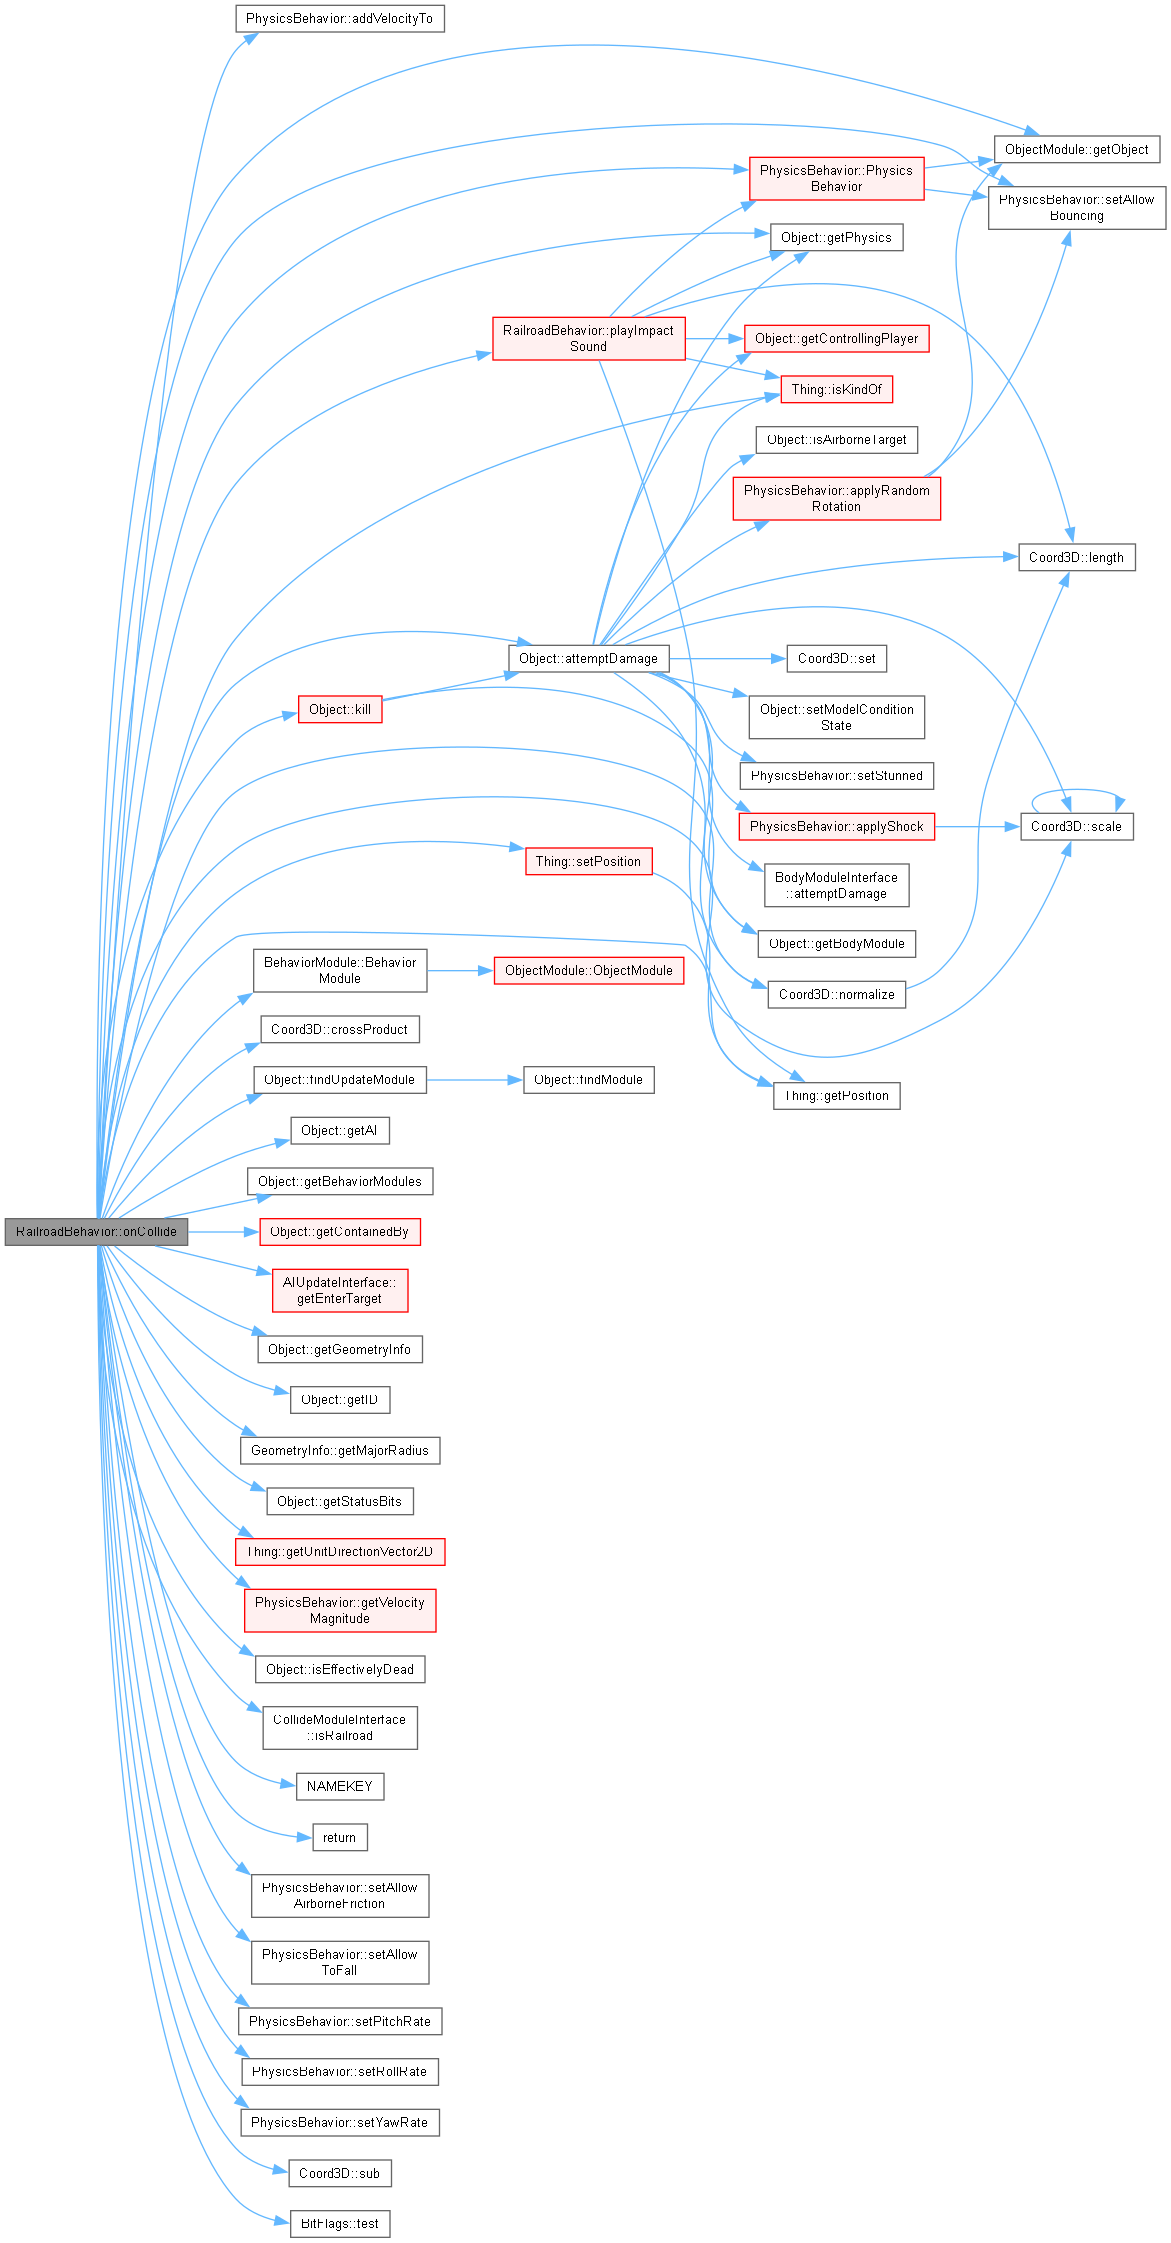 PhysicsBehavior::addVelocityTo
ObjectModule::getObject
PhysicsBehavior::Physics
Behavior
PhysicsBehavior::setAllow
Bouncing
Object::getPhysics
RailroadBehavior::playImpact
Sound
Object::getControllingPlayer
Thing::isKindOf
Object::isAirborneTarget
PhysicsBehavior::applyRandom
Rotation
Coord3D::length
Object::attemptDamage
Coord3D::set
Object::kill
Object::setModelCondition
State
PhysicsBehavior::setStunned
PhysicsBehavior::applyShock
Coord3D::scale
Thing::setPosition
BodyModuleInterface
::attemptDamage
Object::getBodyModule
BehaviorModule::Behavior
Module
ObjectModule::ObjectModule
Coord3D::normalize
Coord3D::crossProduct
Object::findUpdateModule
Object::findModule
Thing::getPosition
Object::getAI
Object::getBehaviorModules
RailroadBehavior::onCollide
Object::getContainedBy
AIUpdateInterface::
getEnterTarget
Object::getGeometryInfo
Object::getID
GeometryInfo::getMajorRadius
Object::getStatusBits
Thing::getUnitDirectionVector2D
PhysicsBehavior::getVelocity
Magnitude
Object::isEffectivelyDead
CollideModuleInterface
::isRailroad
NAMEKEY
return
PhysicsBehavior::setAllow
AirborneFriction
PhysicsBehavior::setAllow
ToFall
PhysicsBehavior::setPitchRate
PhysicsBehavior::setRollRate
PhysicsBehavior::setYawRate
Coord3D::sub
BitFlags::test